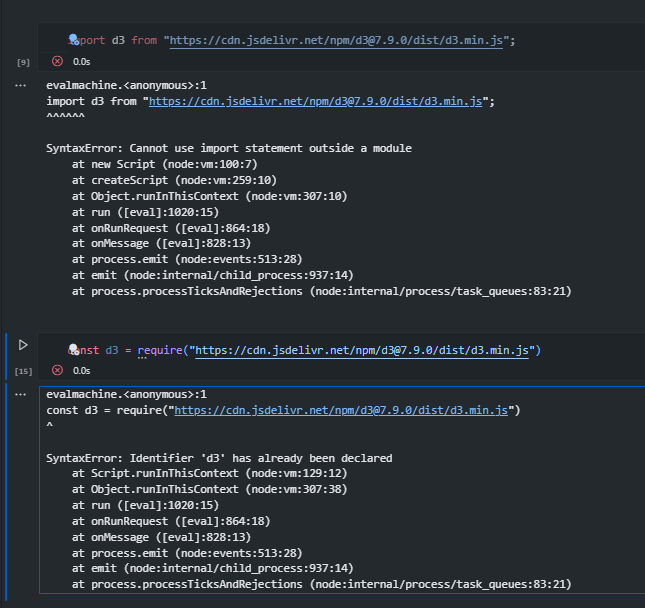 import d3 from "https://cdn.jsdelivr.net/npm/d3@7.9.0/dist/d3.min.js";
[9] 0.0s
... evalmachine.<anonymous>:1
import d3 from "https://cdn.jsdelivr.net/npm/d3@7.9.0/dist/d3.min.js";
^^^^^^
SyntaxError: Cannot use import statement outside a module
    at new Script (node:vm:100:7)
    at createScript (node:vm:259:10)
    at Object.runInThisContext (node:vm:307:10)
    at run ([eval]:1020:15)
    at onRunRequest ([eval]:864:18)
    at onMessage ([eval]:828:13)
    at process.emit (node:events:513:28)
    at emit (node:internal/child_process:937:14)
    at process.processTicksAndRejections (node:internal/process/task_queues:83:21)
const d3 = require("https://cdn.jsdelivr.net/npm/d3@7.9.0/dist/d3.min.js")
[15] 0.0s
... evalmachine.<anonymous>:1
const d3 = require("https://cdn.jsdelivr.net/npm/d3@7.9.0/dist/d3.min.js")
^
SyntaxError: Identifier 'd3' has already been declared
    at Script.runInThisContext (node:vm:129:12)
    at Object.runInThisContext (node:vm:307:38)
    at run ([eval]:1020:15)
    at onRunRequest ([eval]:864:18)
    at onMessage ([eval]:828:13)
    at process.emit (node:events:513:28)
    at emit (node:internal/child_process:937:14)
    at process.processTicksAndRejections (node:internal/process/task_queues:83:21)